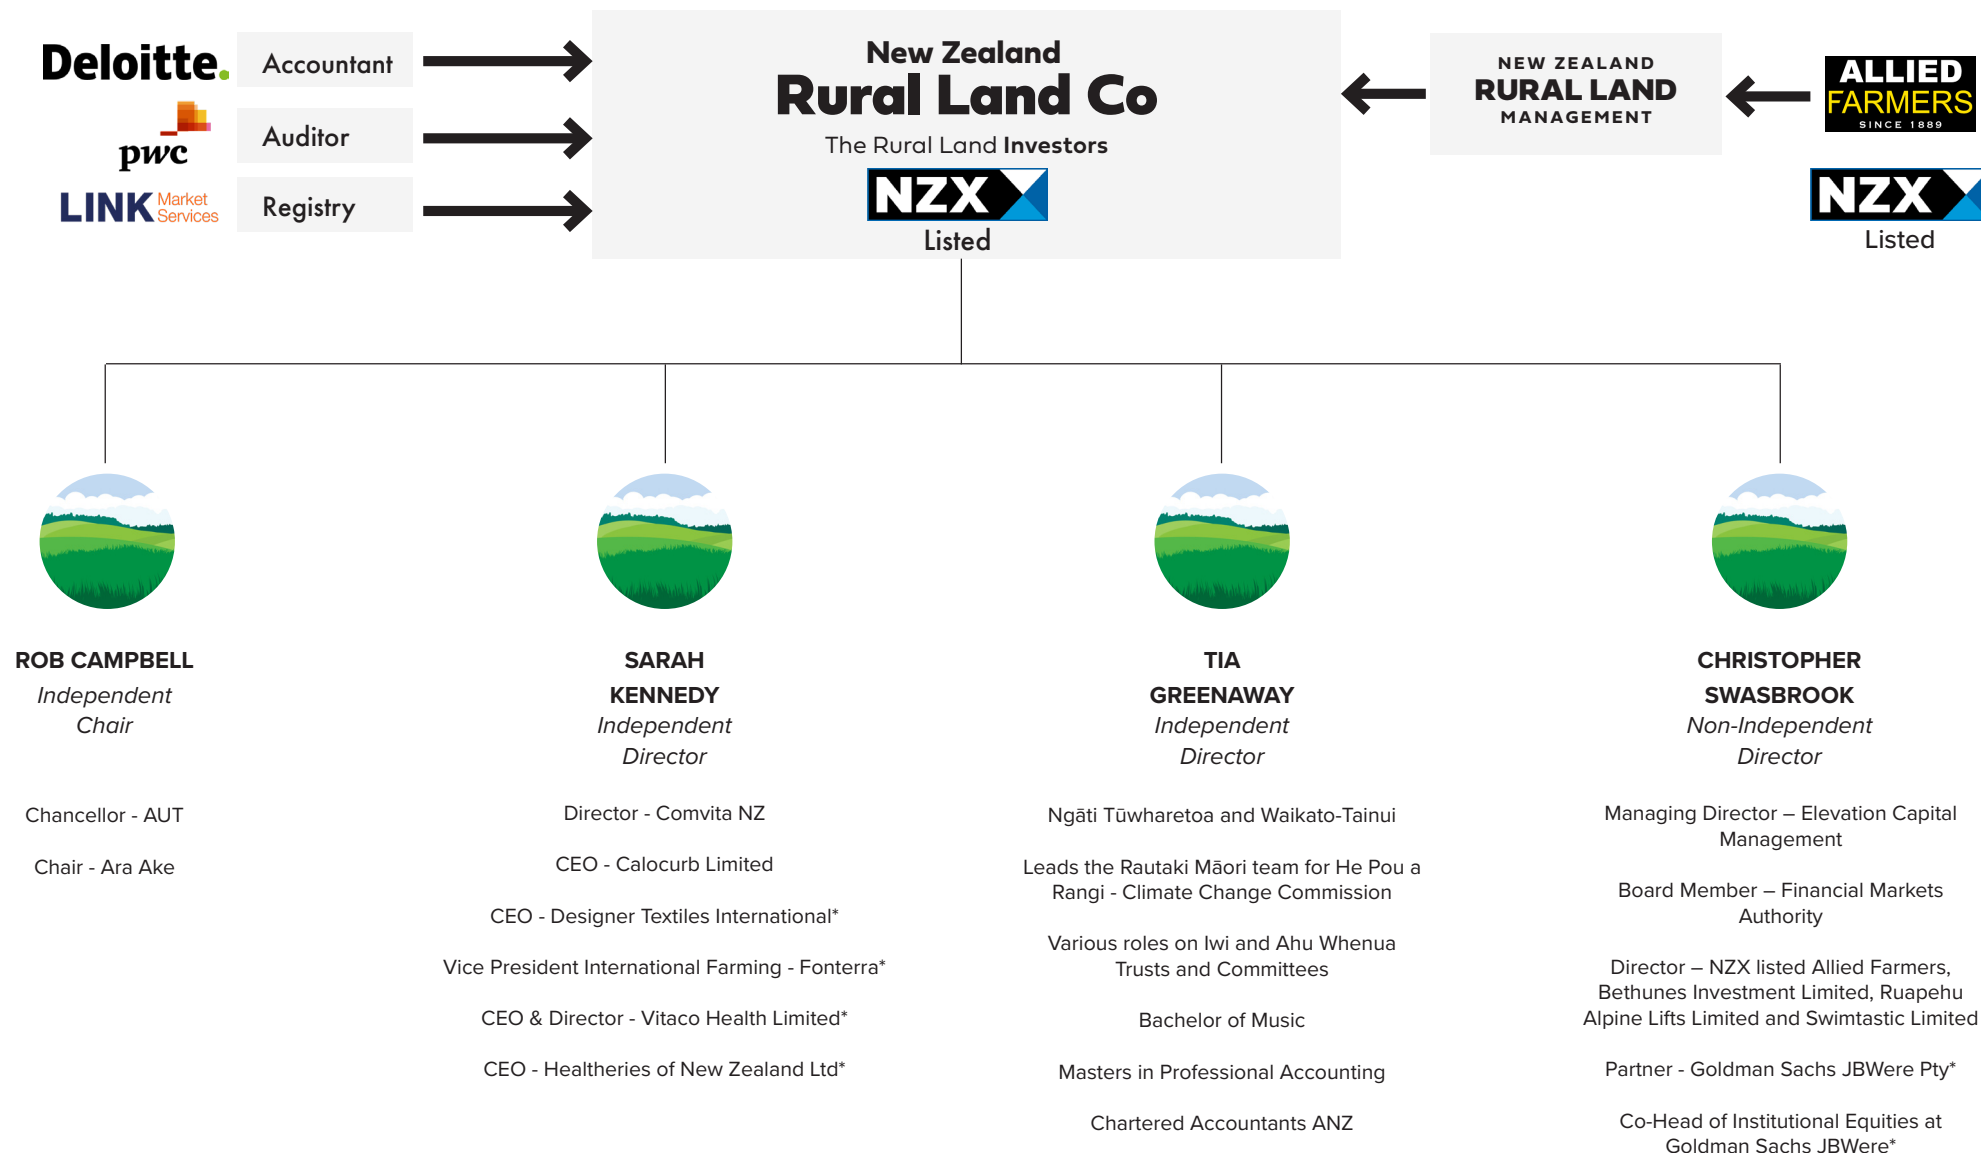 Deloitte.
Accountant
pwc
Auditor
LINK Market
Services
Registry
New Zealand
Rural Land Co
The Rural Land Investors
NZX
Listed
NEW ZEALAND
RURAL LAND
MANAGEMENT
ALLIED
FARMERS
SINCE 1889
NZX
Listed
ROB CAMPBELL
Independent
Chair
Chancellor - AUT
Chair - Ara Ake
SARAH
KENNEDY
Independent
Director
Director - Comvita NZ
CEO - Calocurb Limited
CEO - Designer Textiles International*
Vice President International Farming - Fonterra*
CEO & Director - Vitaco Health Limited*
CEO - Healtheries of New Zealand Ltd*
TIA
GREENAWAY
Independent
Director
Ngāti Tūwharetoa and Waikato-Tainui
Leads the Rautaki Māori team for He Pou a
Rangi - Climate Change Commission
Various roles on Iwi and Ahu Whenua
Trusts and Committees
Bachelor of Music
Masters in Professional Accounting
Chartered Accountants ANZ
CHRISTOPHER
SWASBROOK
Non-Independent
Director
Managing Director – Elevation Capital
Management
Board Member – Financial Markets
Authority
Director – NZX listed Allied Farmers,
Bethunes Investment Limited, Ruapehu
Alpine Lifts Limited and Swimtastic Limited
Partner - Goldman Sachs JBWere Pty*
Co-Head of Institutional Equities at
Goldman Sachs JBWere*